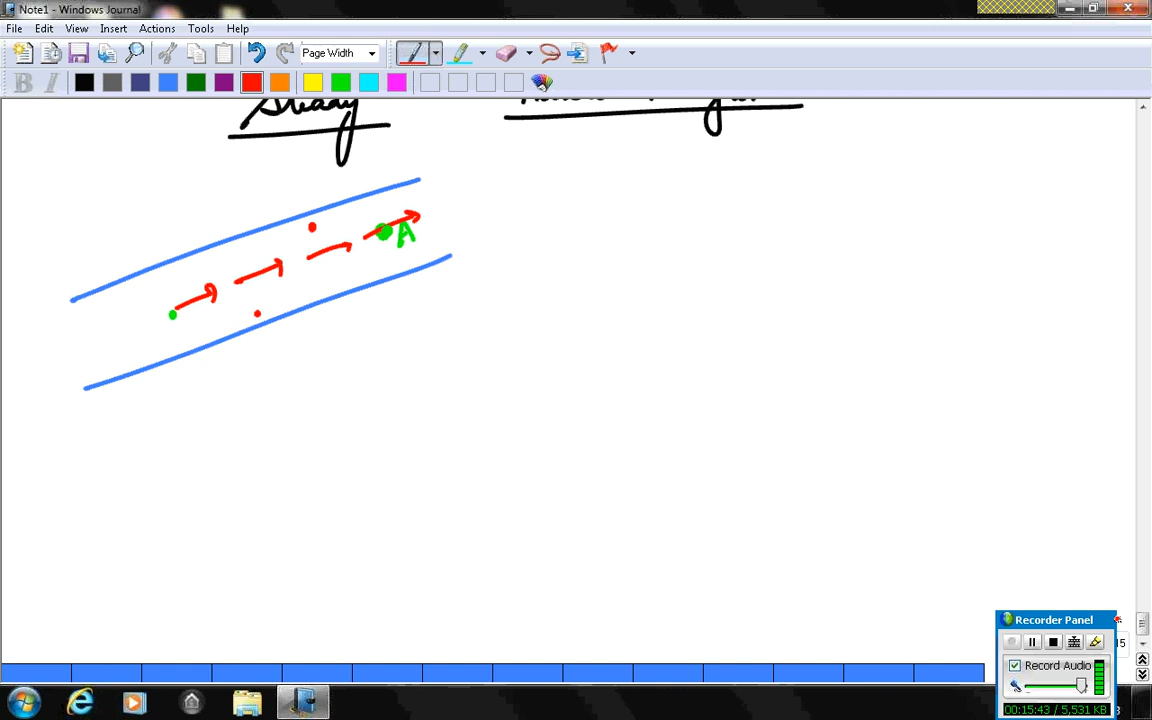 Note1 - Windows Journal
File Edit View Insert Actions Tools Help
Page Width
B I
Steady
A
Recorder Panel
Record Audio
00:15:43 / 5,531 KB